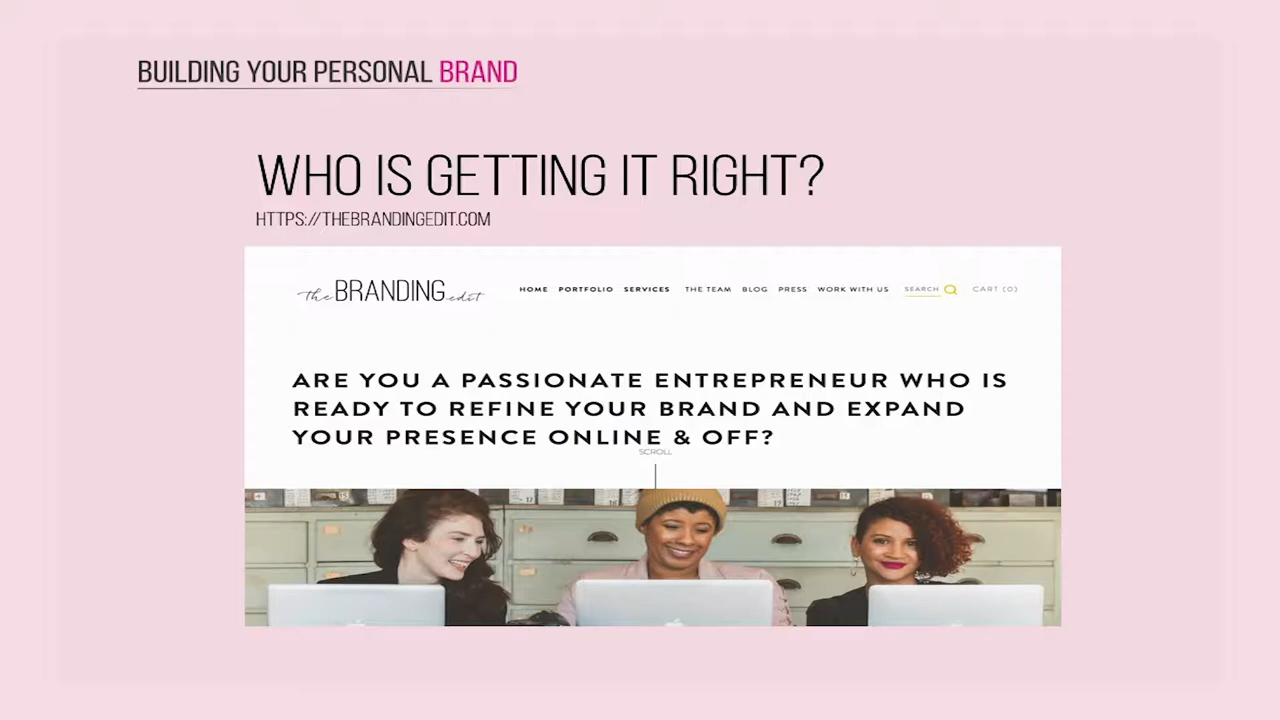 BUILDING YOUR PERSONAL BRAND
WHO IS GETTING IT RIGHT?
HTTPS://THEBRANDINGEDIT.COM
the BRANDING edit
HOME PORTFOLIO SERVICES THE TEAM BLOG PRESS WORK WITH US SEARCH CART (0)
ARE YOU A PASSIONATE ENTREPRENEUR WHO IS
READY TO REFINE YOUR BRAND AND EXPAND
YOUR PRESENCE ONLINE & OFF?
SCROLL